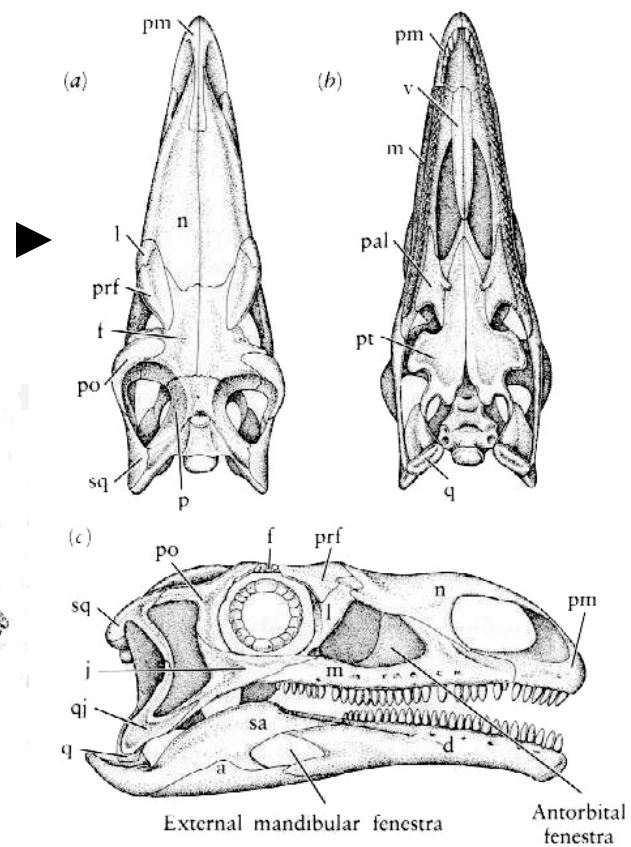 pm
(a)
n
l
prf
f
po
sq
p
pm
(b)
v
m
pal
pt
q
(c)
f
prf
po
n
sq
l
pm
j
m
qj
sa
q
d
a
External mandibular fenestra
Antorbital
fenestra